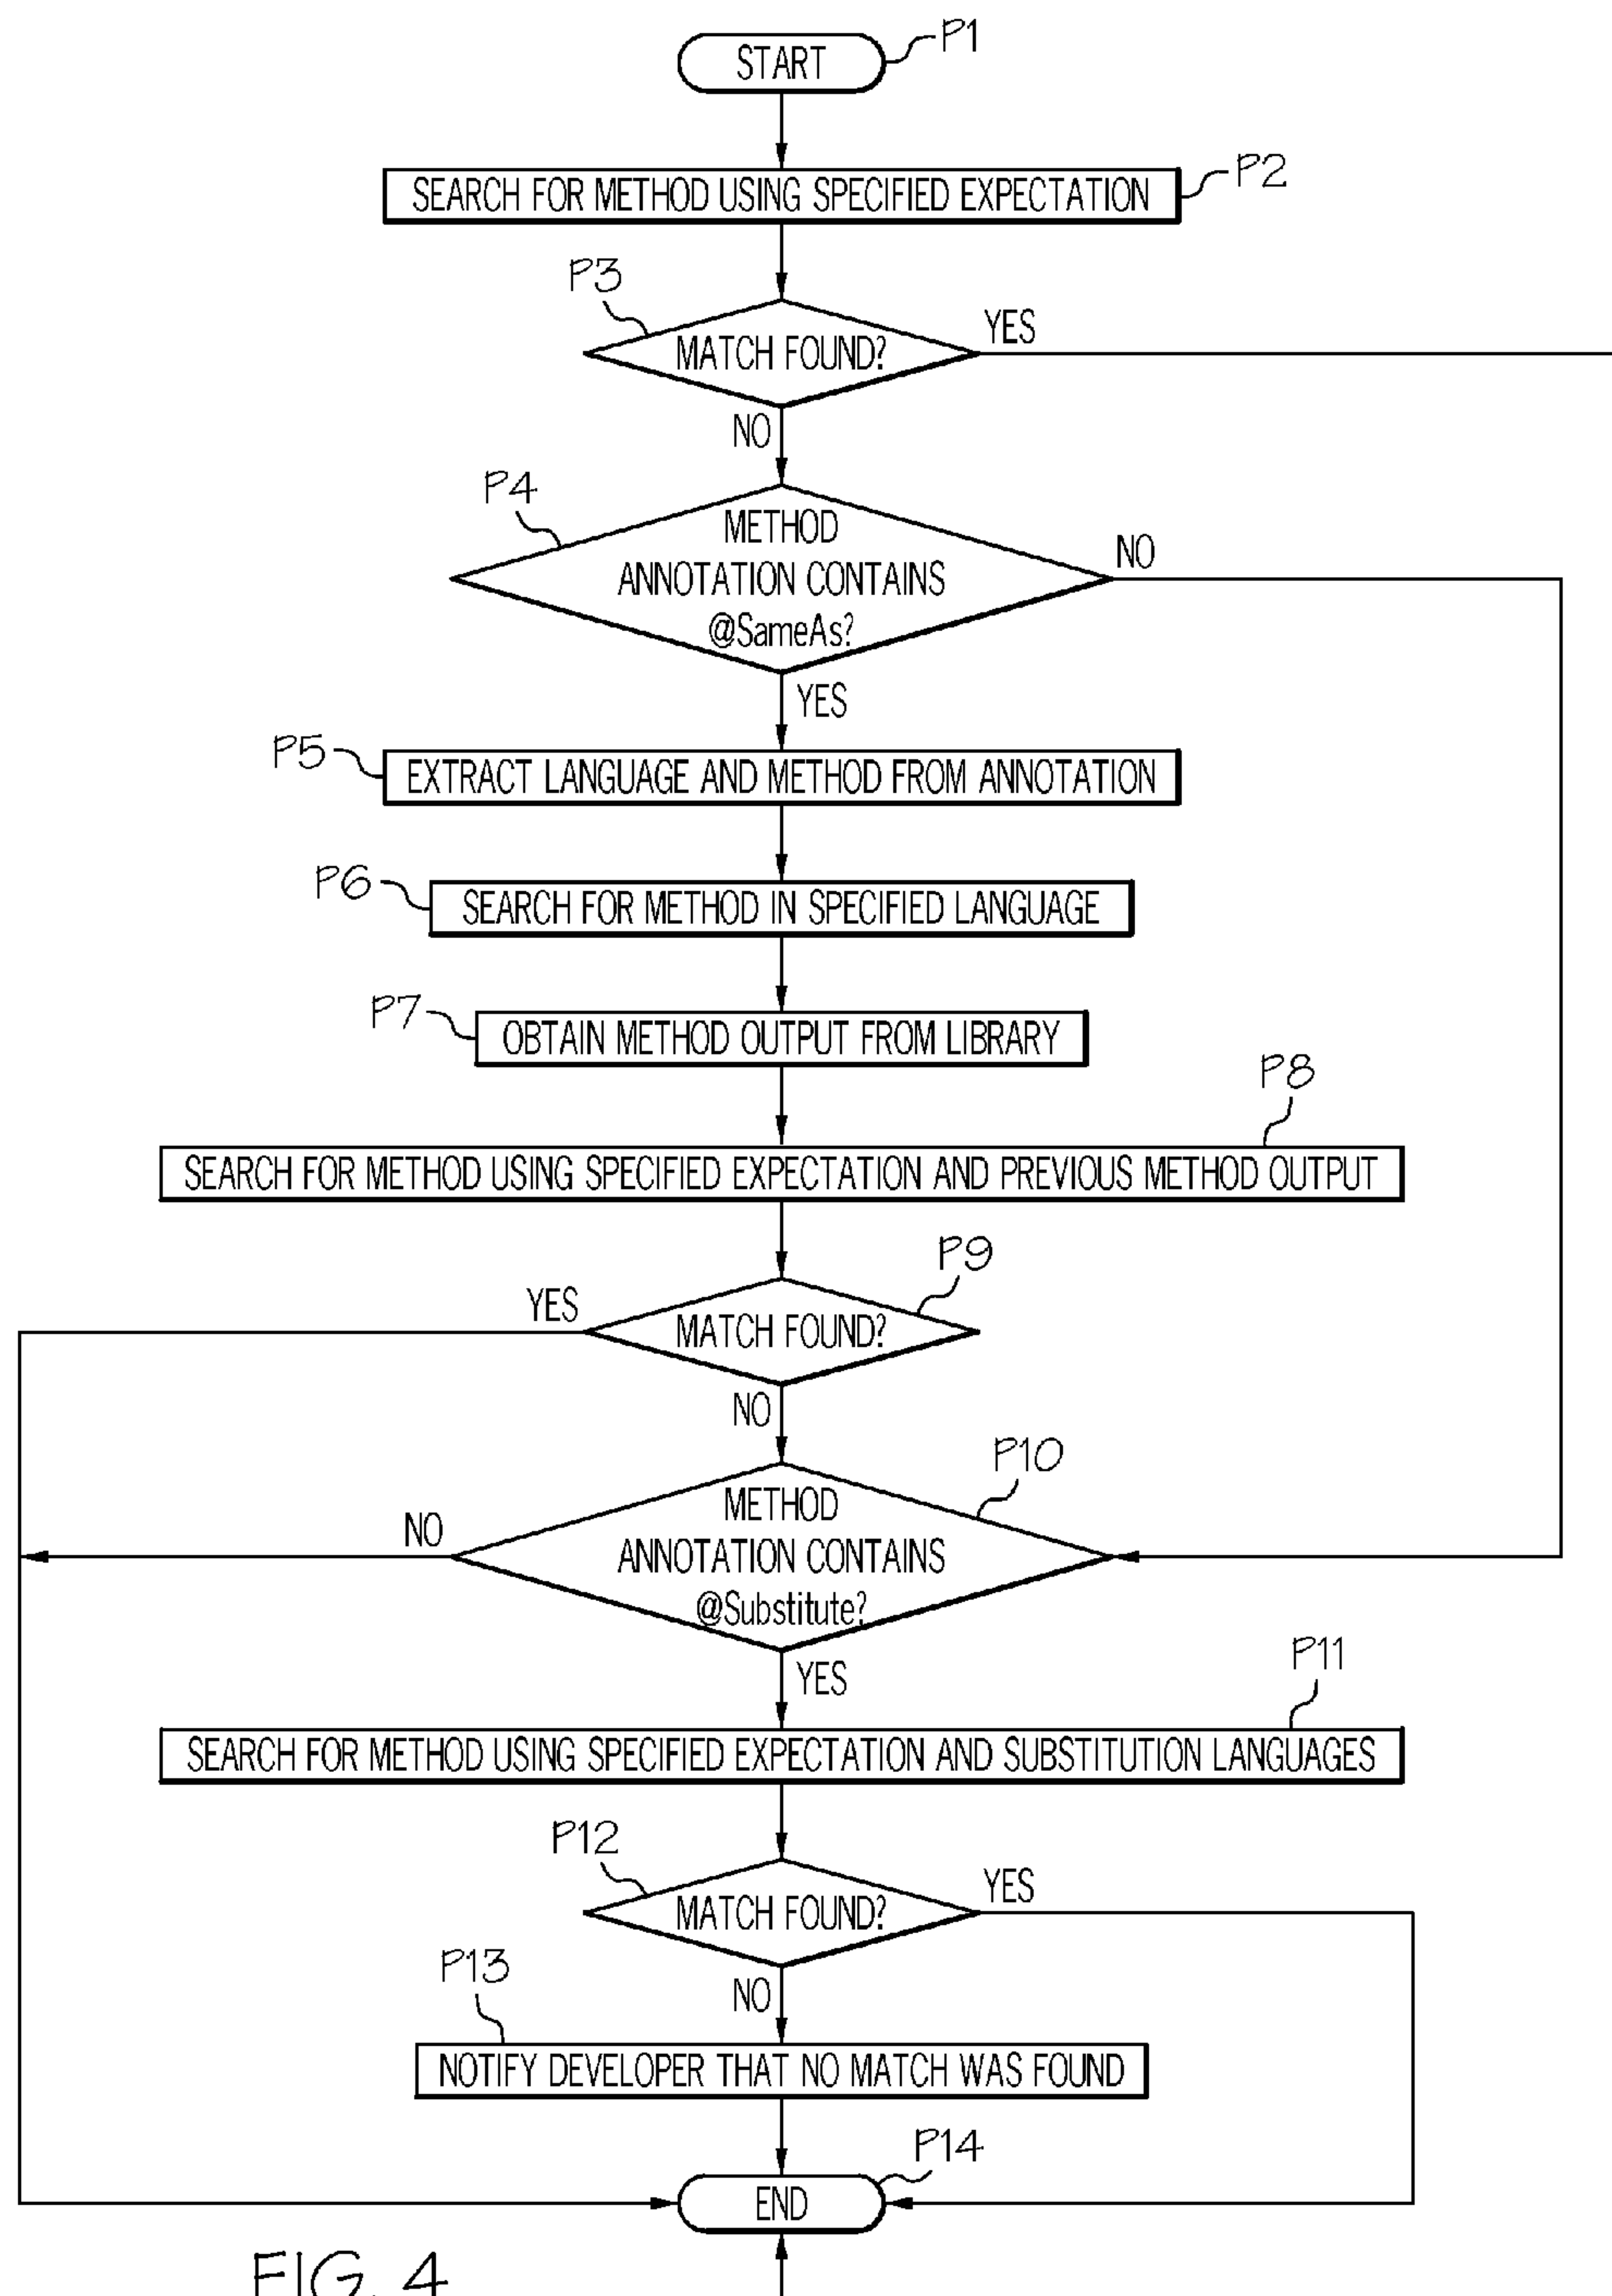 START
P1
SEARCH FOR METHOD USING SPECIFIED EXPECTATION
P2
P3
MATCH FOUND?
YES
NO
P4
METHOD
ANNOTATION CONTAINS
@SameAs?
NO
YES
P5
EXTRACT LANGUAGE AND METHOD FROM ANNOTATION
P6
SEARCH FOR METHOD IN SPECIFIED LANGUAGE
P7
OBTAIN METHOD OUTPUT FROM LIBRARY
P8
SEARCH FOR METHOD USING SPECIFIED EXPECTATION AND PREVIOUS METHOD OUTPUT
P9
YES
MATCH FOUND?
NO
P10
NO
METHOD
ANNOTATION CONTAINS
@Substitute?
YES
P11
SEARCH FOR METHOD USING SPECIFIED EXPECTATION AND SUBSTITUTION LANGUAGES
P12
MATCH FOUND?
YES
NO
P13
NOTIFY DEVELOPER THAT NO MATCH WAS FOUND
P14
END
FIG. 4